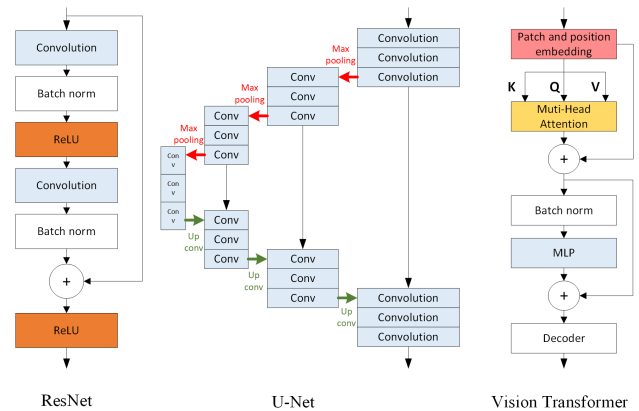 Convolution
Batch norm
ReLU
Convolution
Batch norm
+
ReLU
ResNet
Convolution
Convolution
Convolution
Max
pooling
Conv
Conv
Conv
Max
pooling
Conv
Conv
Conv
Max
pooling
Con
v
Con
v
Con
v
Up
conv
Conv
Conv
Conv
Up
conv
Conv
Conv
Conv
Up
conv
Convolution
Convolution
Convolution
U-Net
Patch and position
embedding
K Q V
Muti-Head
Attention
+
Batch norm
MLP
+
Decoder
Vision Transformer